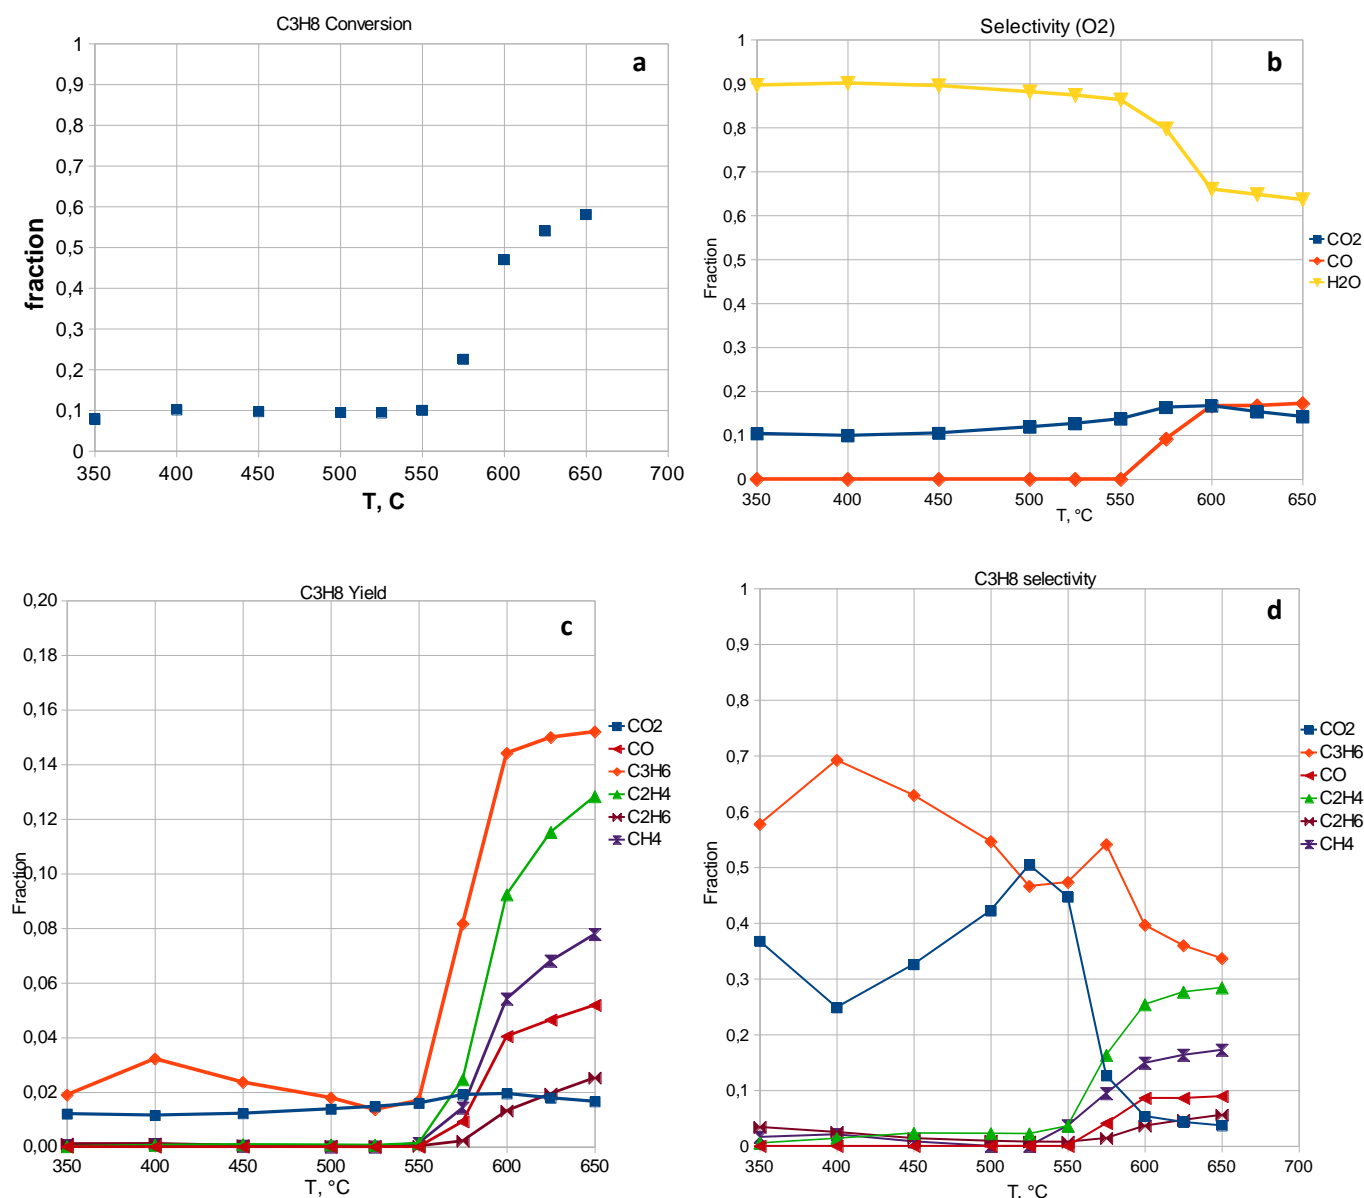 C3H8 Conversion
a
1
0,9
0,8
0,7
0,6
0,5
0,4
0,3
0,2
0,1
0
fraction
350 400 450 500 550 600 650 700
T, C
Selectivity (O2)
b
1
0,9
0,8
0,7
0,6
0,5
0,4
0,3
0,2
0,1
0
Fraction
350 400 450 500 550 600 650
T, °C
CO2
CO
H2O
C3H8 Yield
c
0,20
0,18
0,16
0,14
0,12
0,10
0,08
0,06
0,04
0,02
0,00
Fraction
350 400 450 500 550 600 650
T, °C
CO2
CO
C3H6
C2H4
C2H6
CH4
C3H8 selectivity
d
1
0,9
0,8
0,7
0,6
0,5
0,4
0,3
0,2
0,1
0
Fraction
350 400 450 500 550 600 650 700
T, °C
CO2
C3H6
CO
C2H4
C2H6
CH4